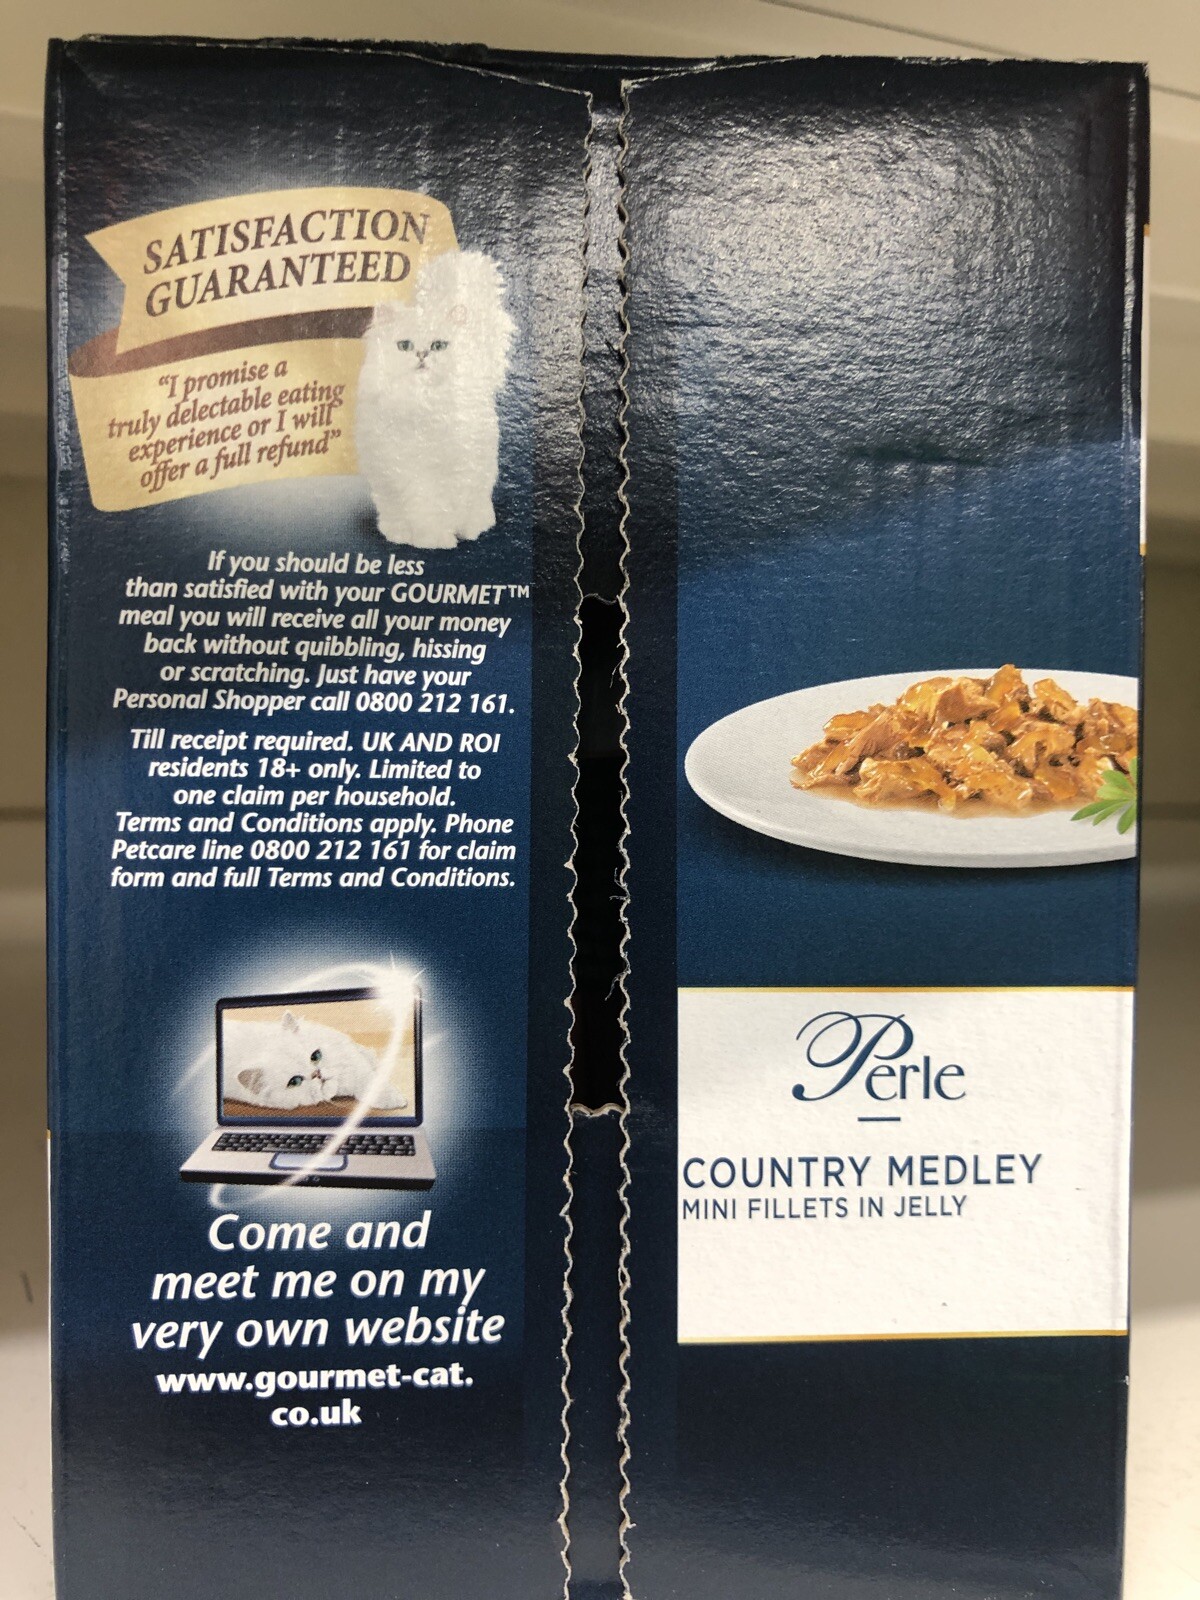 SATISFACTION
GUARANTEED
“I promise a
truly delectable eating
experience or I will
offer a full refund”
If you should be less
than satisfied with your GOURMET™
meal you will receive all your money
back without quibbling, hissing
or scratching. Just have your
Personal Shopper call 0800 212 161.
Till receipt required. UK AND ROI
residents 18+ only. Limited to
one claim per household.
Terms and Conditions apply. Phone
Petcare line 0800 212 161 for claim
form and full Terms and Conditions.
Come and
meet me on my
very own website
www.gourmet-cat.
co.uk
Perle
COUNTRY MEDLEY
MINI FILLETS IN JELLY